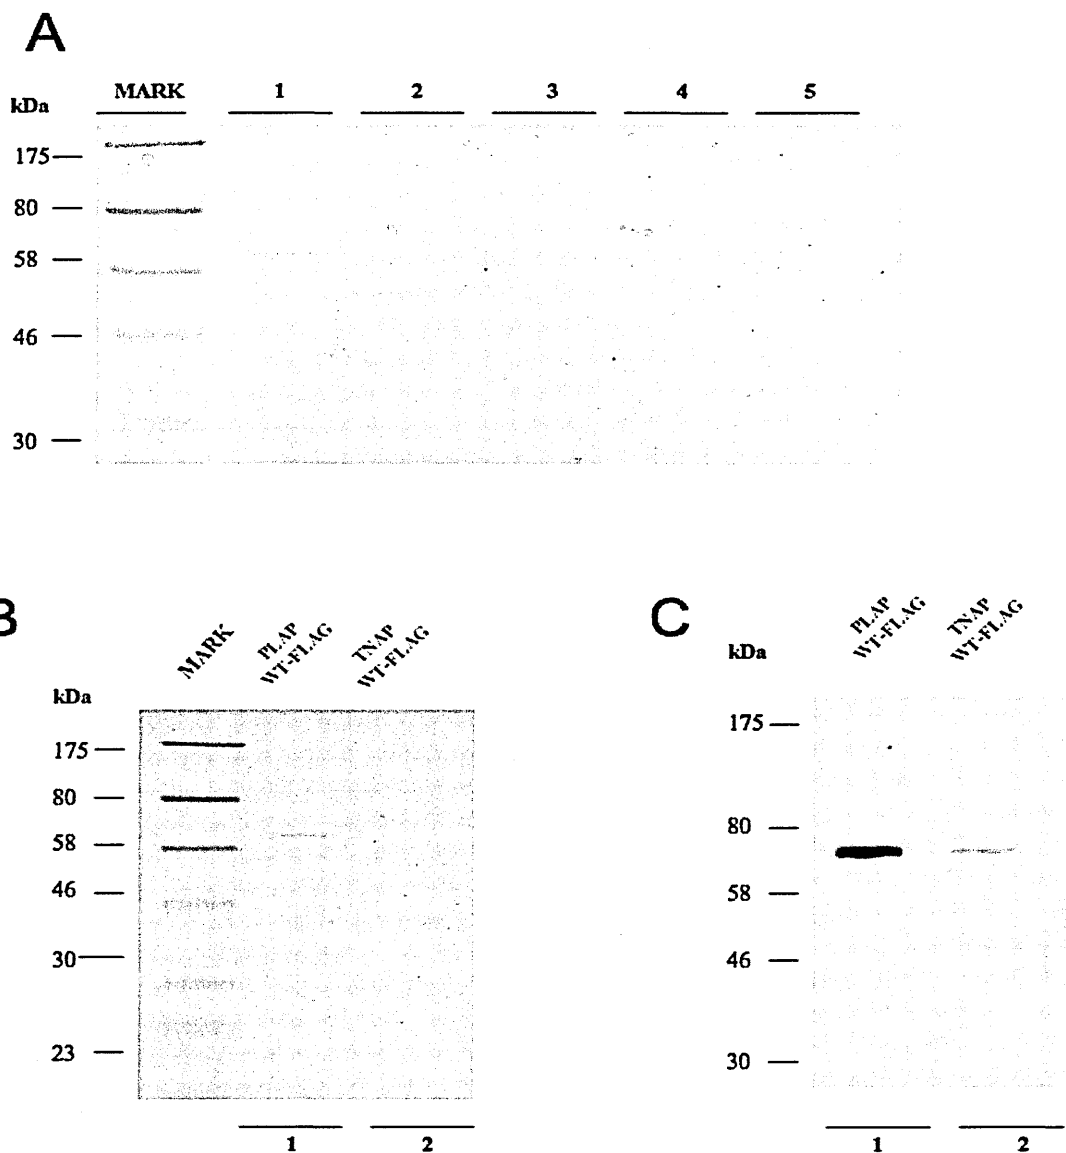 A
kDa MARK 1 2 3 4 5
175
80
58
46
30
B
MARK PLAP WT-FLAG TNAP WT-FLAG
kDa
175
80
58
46
30
23
1 2
C
PLAP WT-FLAG TNAP WT-FLAG
kDa
175
80
58
46
30
1 2